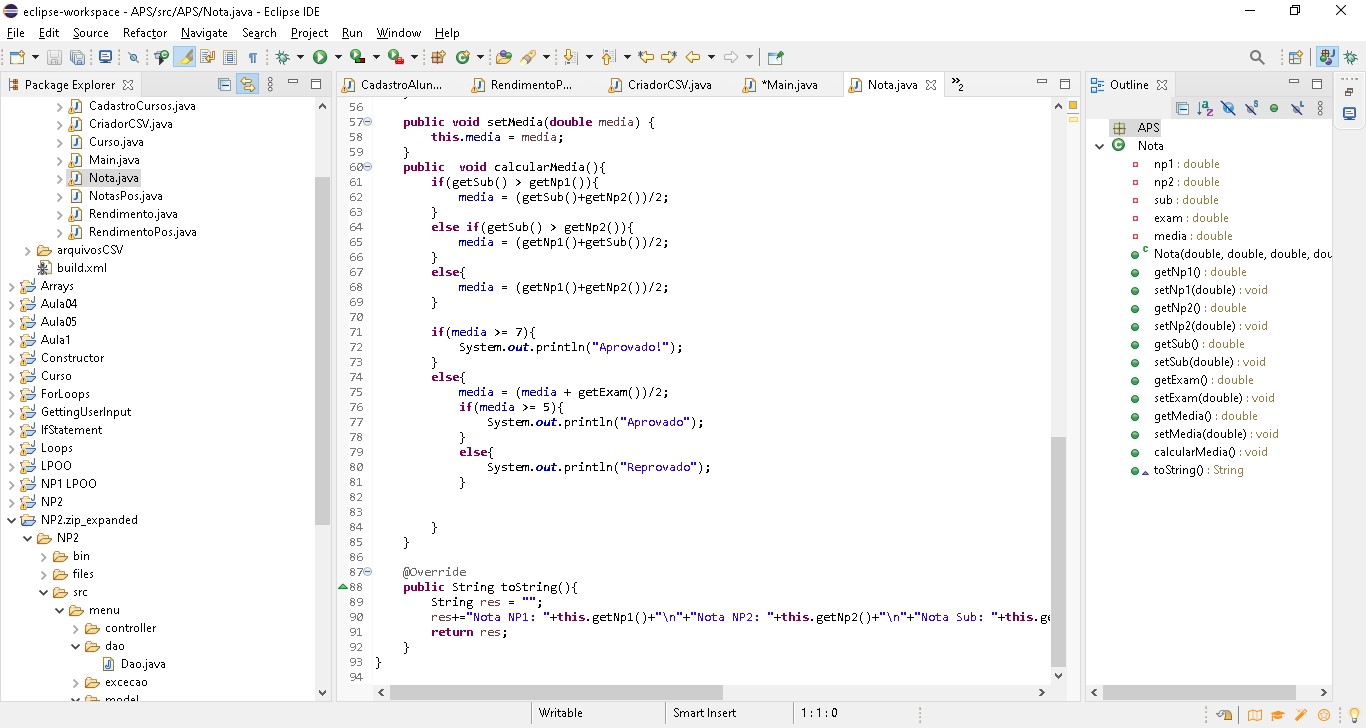 eclipse-workspace - APS/src/APS/Nota.java - Eclipse IDE
File Edit Source Refactor Navigate Search Project Run Window Help
Package Explorer
CadastroCursos.java
CriadorCSV.java
Curso.java
Main.java
Nota.java
NotasPos.java
Rendimento.java
RendimentoPos.java
arquivosCSV
build.xml
Arrays
Aula04
Aula05
Aula1
Constructor
Curso
ForLoops
GettingUserInput
IfStatement
Loops
LPOO
NP1 LPOO
NP2
NP2.zip_expanded
NP2
bin
files
src
menu
controller
dao
Dao.java
excecao
model
CadastroAlun... RendimentoP... CriadorCSV.java *Main.java Nota.java »2
56
57 public void setMedia(double media) {
58 this.media = media;
59 }
60 public  void calcularMedia(){
61 if(getSub() > getNp1()){
62 media = (getSub()+getNp2())/2;
63 }
64 else if(getSub() > getNp2()){
65 media = (getNp1()+getSub())/2;
66 }
67 else{
68 media = (getNp1()+getNp2())/2;
69 }
70
71 if(media >= 7){
72 System.out.println("Aprovado!");
73 }
74 else{
75 media = (media + getExam())/2;
76 if(media >= 5){
77 System.out.println("Aprovado");
78 }
79 else{
80 System.out.println("Reprovado");
81 }
82
83
84 }
85 }
86
87 @Override
88 public String toString(){
89 String res = "";
90 res+="Nota NP1: "+this.getNp1()+"\n"+"Nota NP2: "+this.getNp2()+"\n"+"Nota Sub: "+this.ge
91 return res;
92 }
93 }
94
Outline
APS
Nota
np1 : double
np2 : double
sub : double
exam : double
media : double
Nota(double, double, double, dou
getNp1() : double
setNp1(double) : void
getNp2() : double
setNp2(double) : void
getSub() : double
setSub(double) : void
getExam() : double
setExam(double) : void
getMedia() : double
setMedia(double) : void
calcularMedia() : void
toString() : String
Writable Smart Insert 1 : 1 : 0